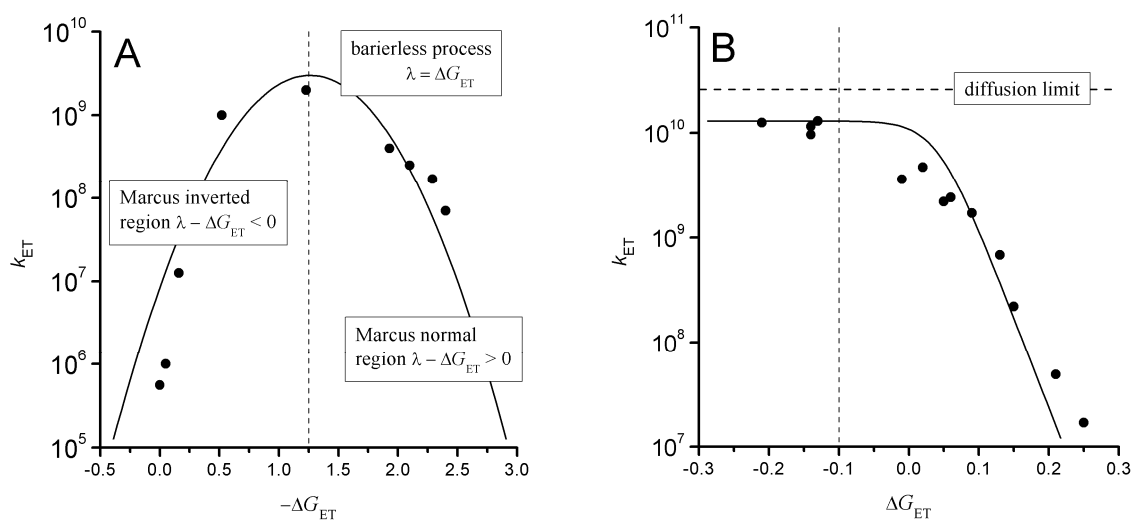 A
10^10
10^9
10^8
10^7
10^6
10^5
k_ET
-0.5
0.0
0.5
1.0
1.5
2.0
2.5
3.0
−ΔG_ET
barierless process
λ = ΔG_ET
Marcus inverted
region λ − ΔG_ET < 0
Marcus normal
region λ − ΔG_ET > 0
B
10^11
10^10
10^9
10^8
10^7
k_ET
-0.3
-0.2
-0.1
0.0
0.1
0.2
0.3
ΔG_ET
diffusion limit